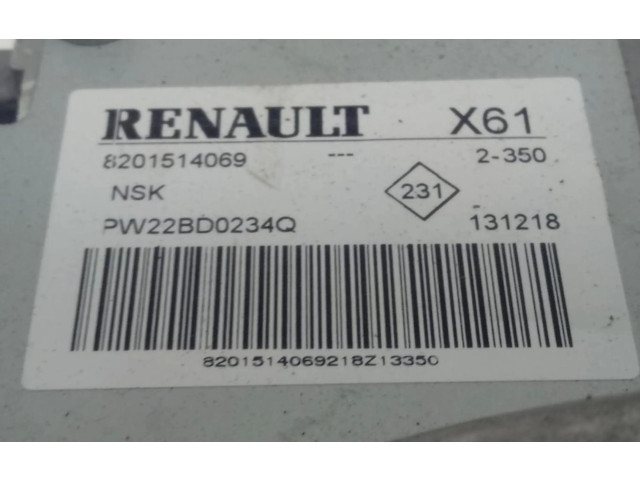 RENAULT X61
8201514069 --- 2-350
NSK 231
PW22BD0234Q 131218
8201514069218Z13350